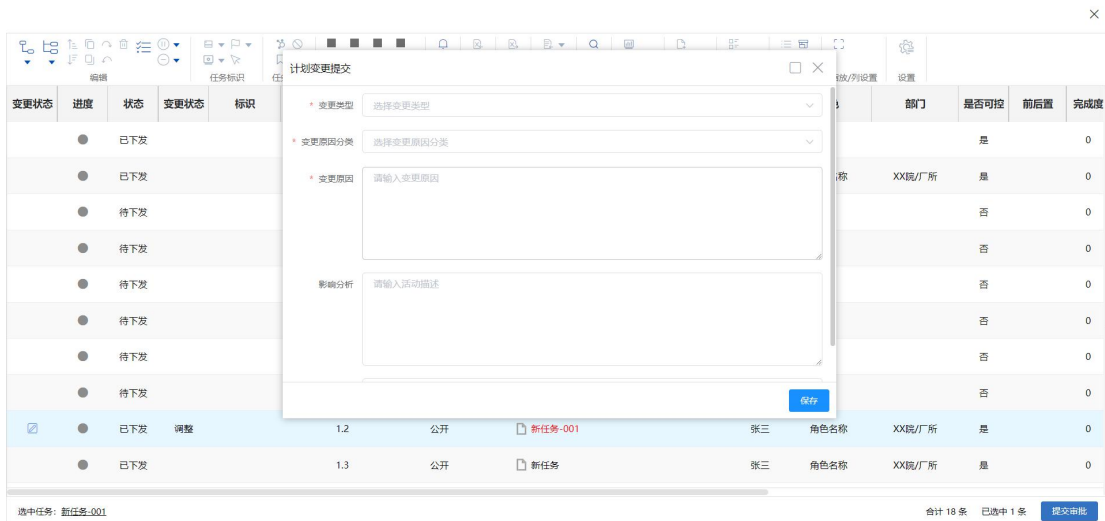 编辑 任务标识 任 放/列设置 设置
变更状态 进度 状态 变更状态 标识 部门 是否可控 前后置 完成度
计划变更提交
* 变更类型 选择变更类型
* 变更原因分类 选择变更原因分类
* 变更原因 请输入变更原因
影响分析 请输入活动描述
保存
已下发 是 0
已下发 称 XX院/厂所 是 0
待下发 否 0
待下发 否 0
待下发 否 0
待下发 否 0
待下发 否 0
待下发 否 0
已下发 调整 1.2 公开 新任务-001 张三 角色名称 XX院/厂所 是 0
已下发 1.3 公开 新任务 张三 角色名称 XX院/厂所 是 0
选中任务: 新任务-001 合计 18 条 已选中 1 条 提交审批